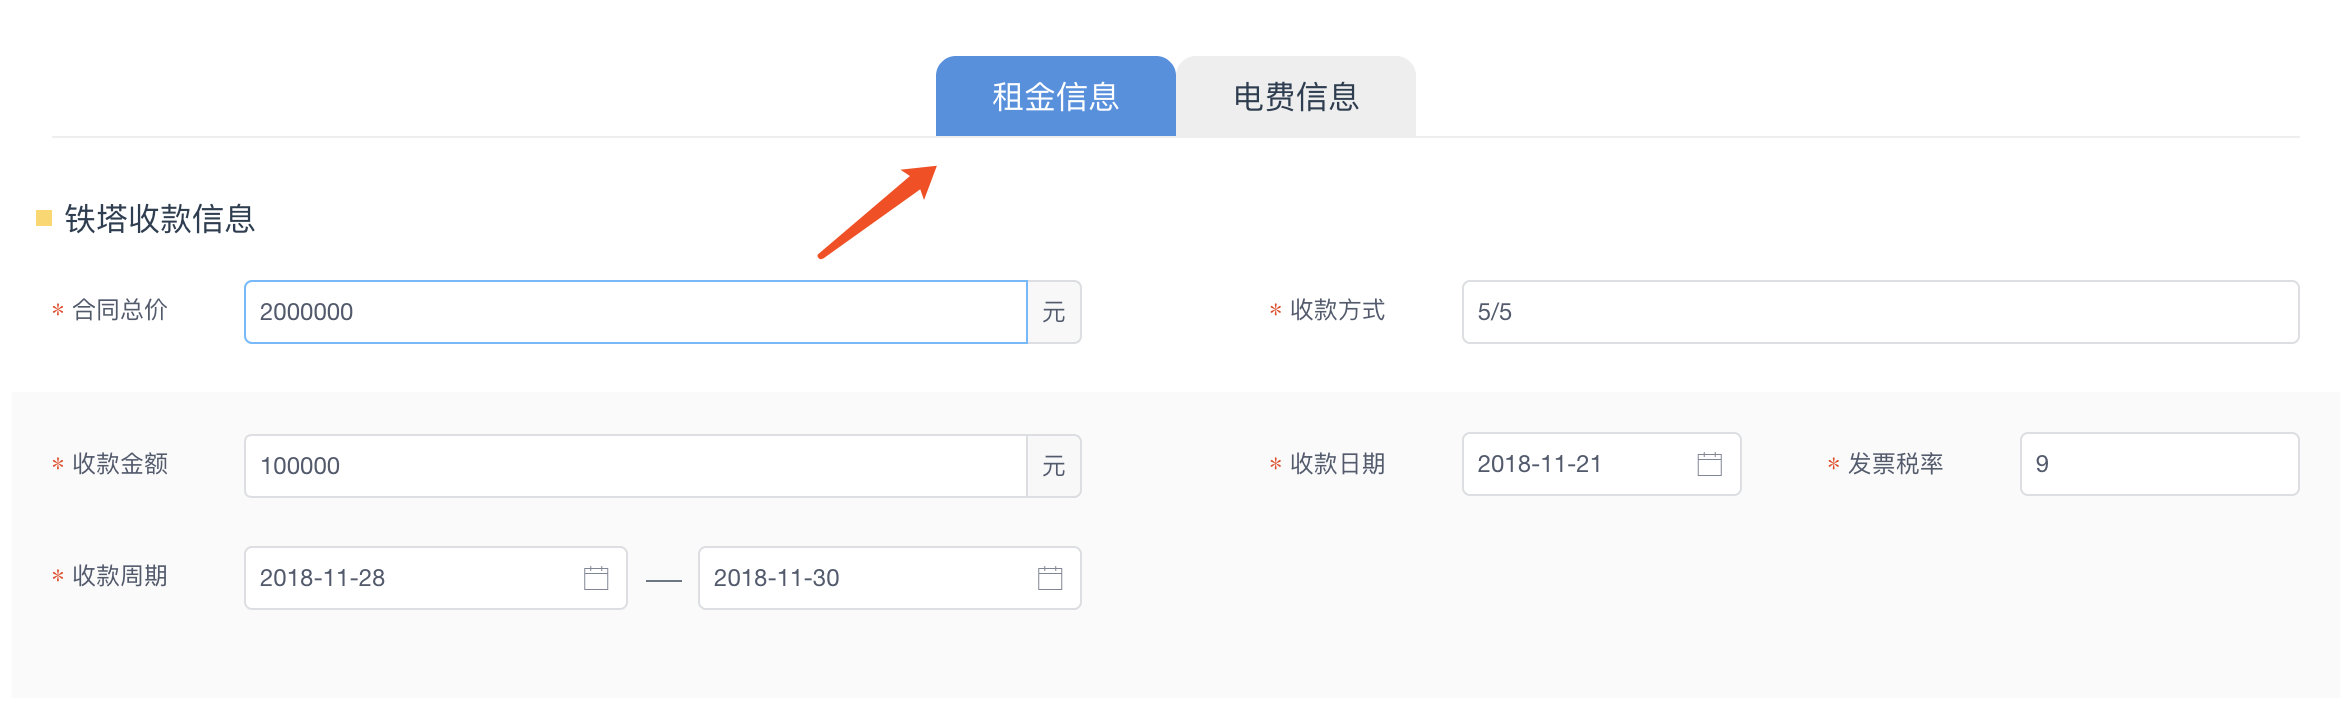 租金信息 电费信息
铁塔收款信息
* 合同总价 2000000 元 * 收款方式 5/5
* 收款金额 100000 元 * 收款日期 2018-11-21 * 发票税率 9
* 收款周期 2018-11-28 — 2018-11-30